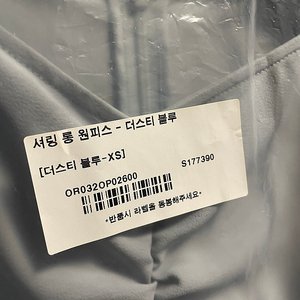 셔링 롱 원피스 - 더스티 블루
[더스티 블루-XS]
S177390
OR032OP02600
*반품시 라벨을 동봉해주세요*